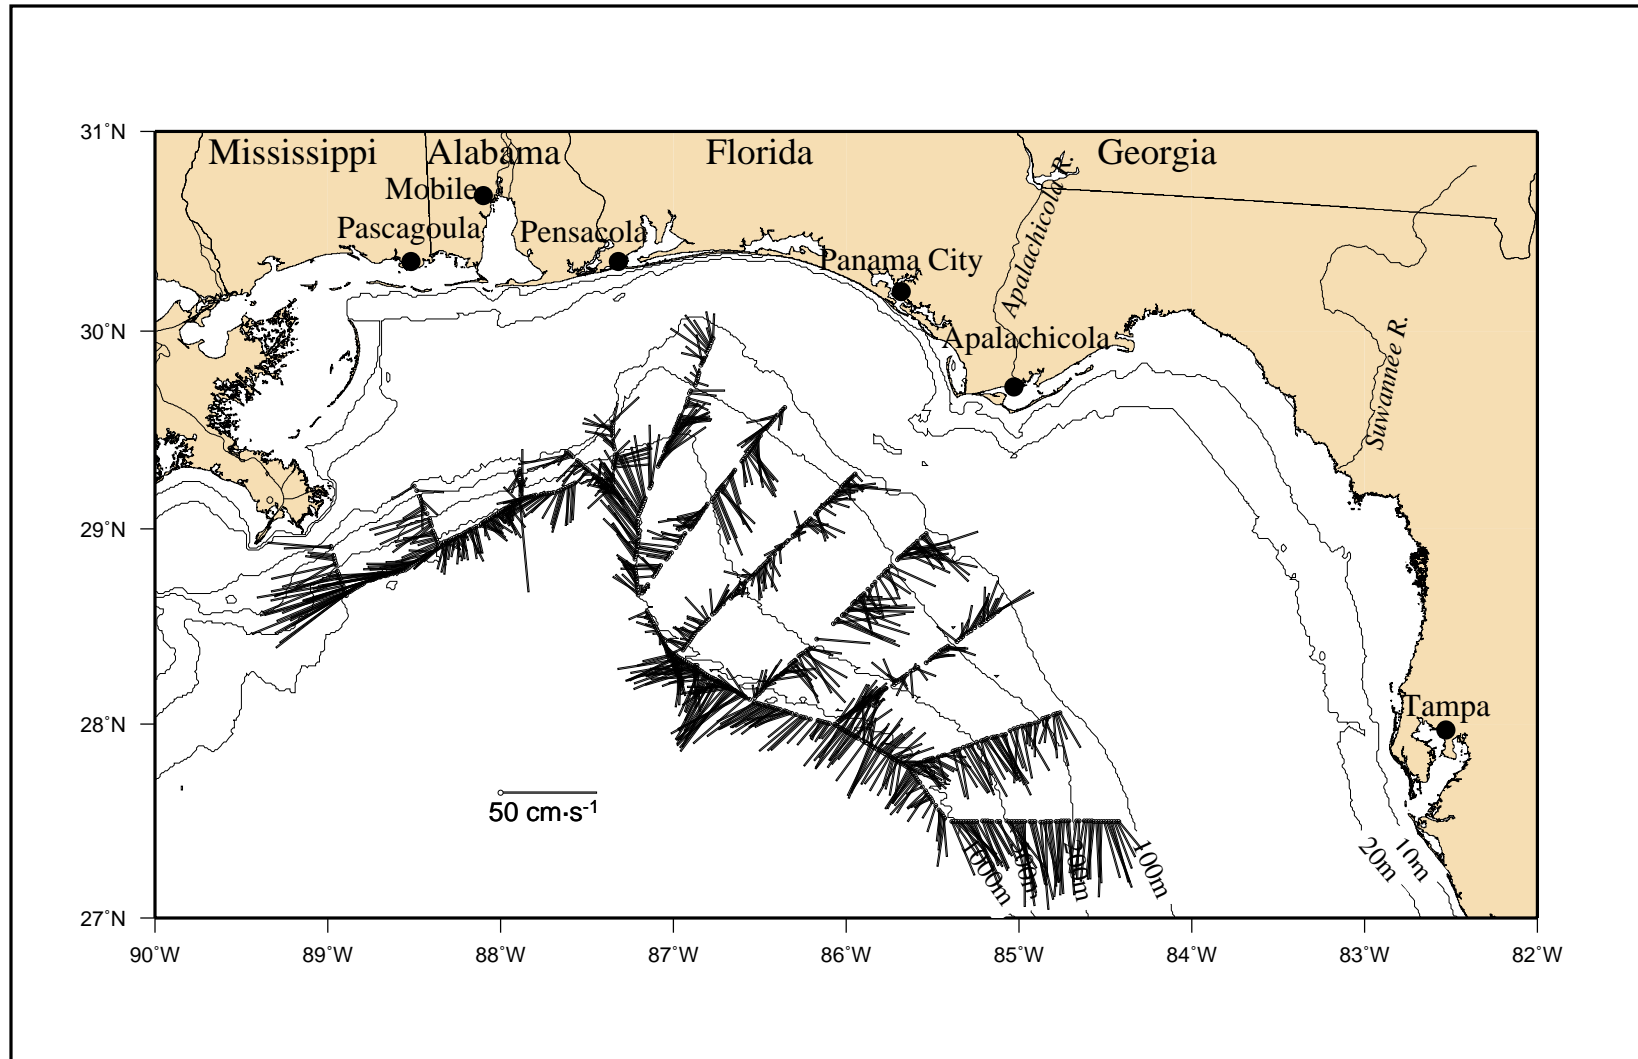 31˚N
30˚N
29˚N
28˚N
27˚N
Mississippi
Alabama
Florida
Georgia
Mobile
Pascagoula
Pensacola
Panama City
Apalachicola R.
Apalachicola
Suwannee R.
Tampa
50 cm·s-1
1000m
200m
100m
20m
10m
90˚W
89˚W
88˚W
87˚W
86˚W
85˚W
84˚W
83˚W
82˚W